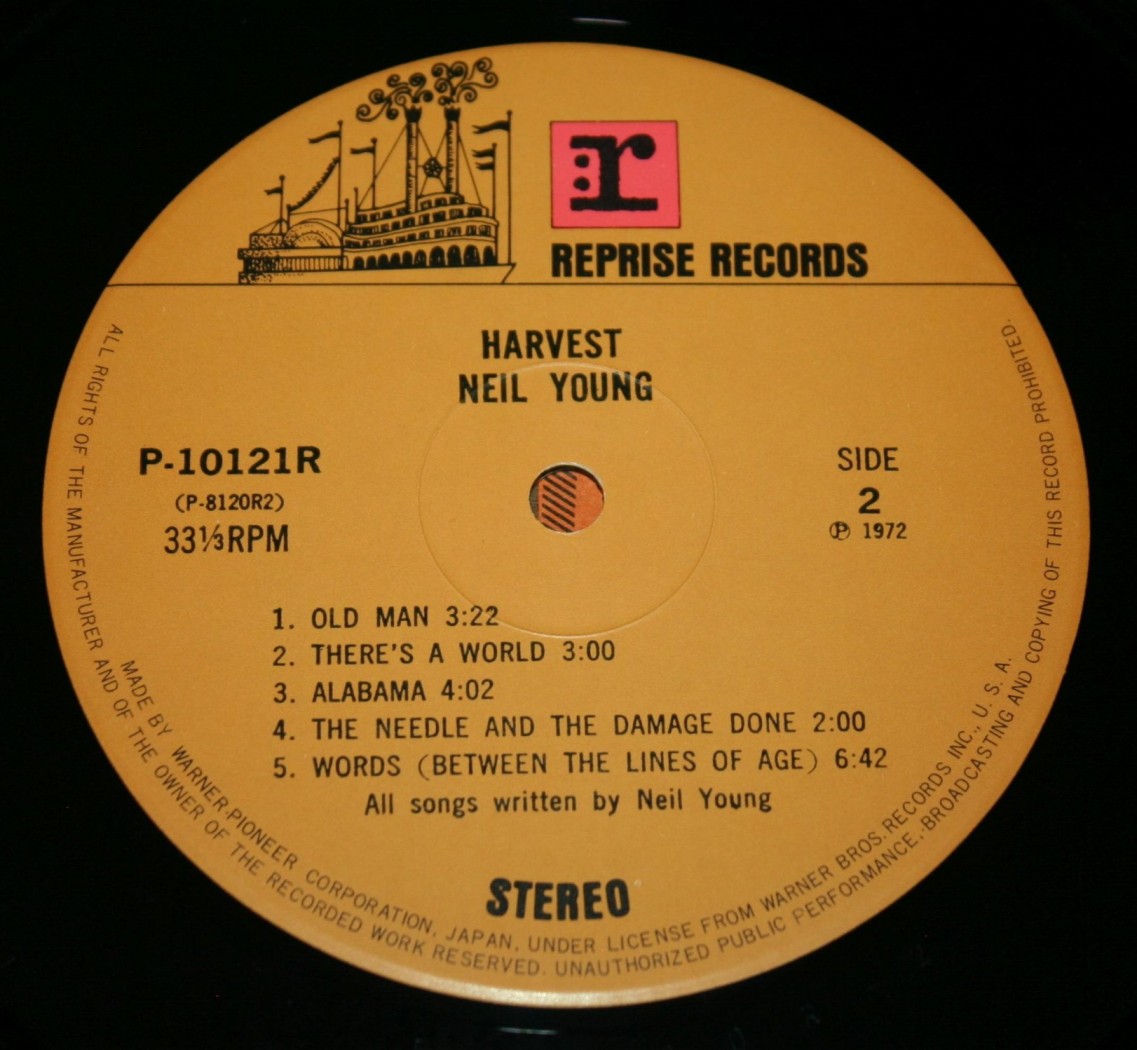 :r
REPRISE RECORDS
HARVEST
NEIL YOUNG
P-10121R
(P-8120R2)
33⅓RPM
SIDE
2
Ⓟ 1972
1. OLD MAN 3:22
2. THERE'S A WORLD 3:00
3. ALABAMA 4:02
4. THE NEEDLE AND THE DAMAGE DONE 2:00
5. WORDS (BETWEEN THE LINES OF AGE) 6:42
All songs written by Neil Young
STEREO
MADE BY WARNER-PIONEER CORPORATION, JAPAN, UNDER LICENSE FROM WARNER BROS. RECORDS INC., U. S. A.
ALL RIGHTS OF THE MANUFACTURER AND OF THE OWNER OF THE RECORDED WORK RESERVED. UNAUTHORIZED PUBLIC PERFORMANCE, BROADCASTING AND COPYING OF THIS RECORD PROHIBITED.